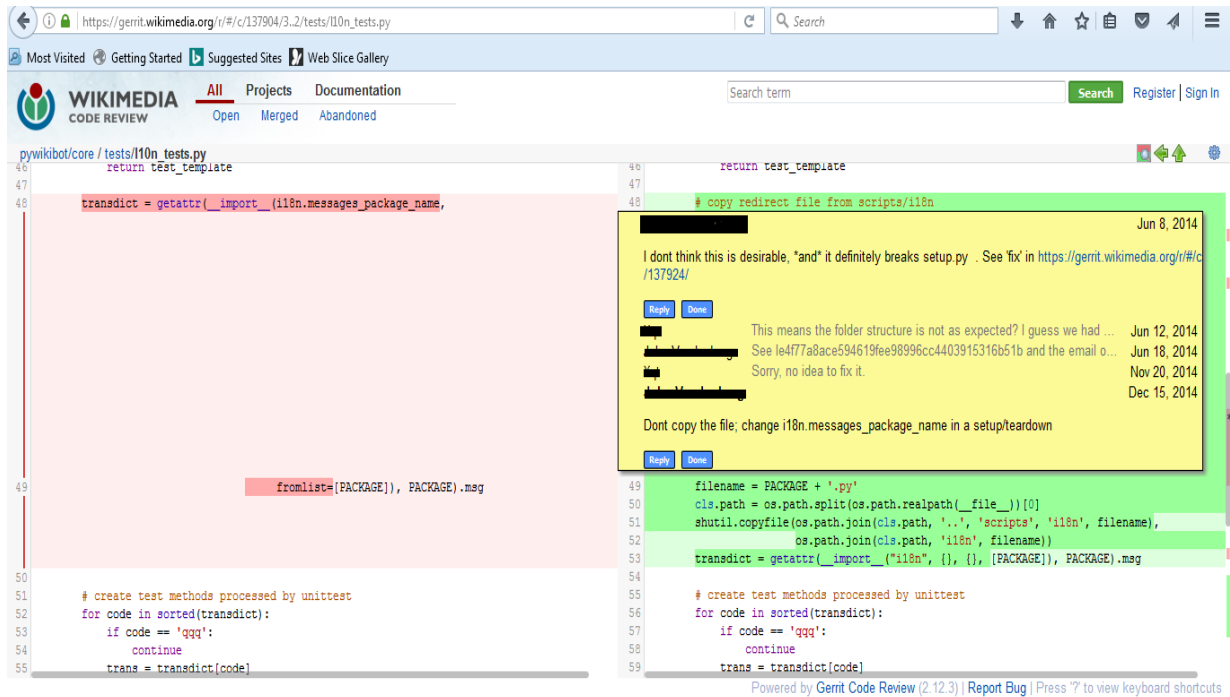 https://gerrit.wikimedia.org/r/#/c/137904/3..2/tests/l10n_tests.py
Search
Most Visited Getting Started Suggested Sites Web Slice Gallery
WIKIMEDIA
CODE REVIEW
All Projects Documentation
Open Merged Abandoned
Search term
Search
Register | Sign In
pywikibot/core / tests/l10n_tests.py
46 return test_template
47
48 transdict = getattr(__import__(i18n.messages_package_name,
49 fromlist=[PACKAGE]), PACKAGE).msg
50
51 # create test methods processed by unittest
52 for code in sorted(transdict):
53 if code == 'qqq':
54 continue
55 trans = transdict[code]
46 return test_template
47
48 # copy redirect file from scripts/i18n
Jun 8, 2014
I dont think this is desirable, *and* it definitely breaks setup.py . See 'fix' in https://gerrit.wikimedia.org/r/#/c
/137924/
Reply Done
This means the folder structure is not as expected? I guess we had ... Jun 12, 2014
See Ie4f77a8ace594619fee98996cc4403915316b51b and the email o... Jun 18, 2014
Sorry, no idea to fix it. Nov 20, 2014
Dec 15, 2014
Dont copy the file; change i18n.messages_package_name in a setup/teardown
Reply Done
49 filename = PACKAGE + '.py'
50 cls.path = os.path.split(os.path.realpath(__file__))[0]
51 shutil.copyfile(os.path.join(cls.path, '..', 'scripts', 'i18n', filename),
52 os.path.join(cls.path, 'i18n', filename))
53 transdict = getattr(__import__("i18n", {}, {}, [PACKAGE]), PACKAGE).msg
54
55 # create test methods processed by unittest
56 for code in sorted(transdict):
57 if code == 'qqq':
58 continue
59 trans = transdict[code]
Powered by Gerrit Code Review (2.12.3) | Report Bug | Press '?' to view keyboard shortcuts